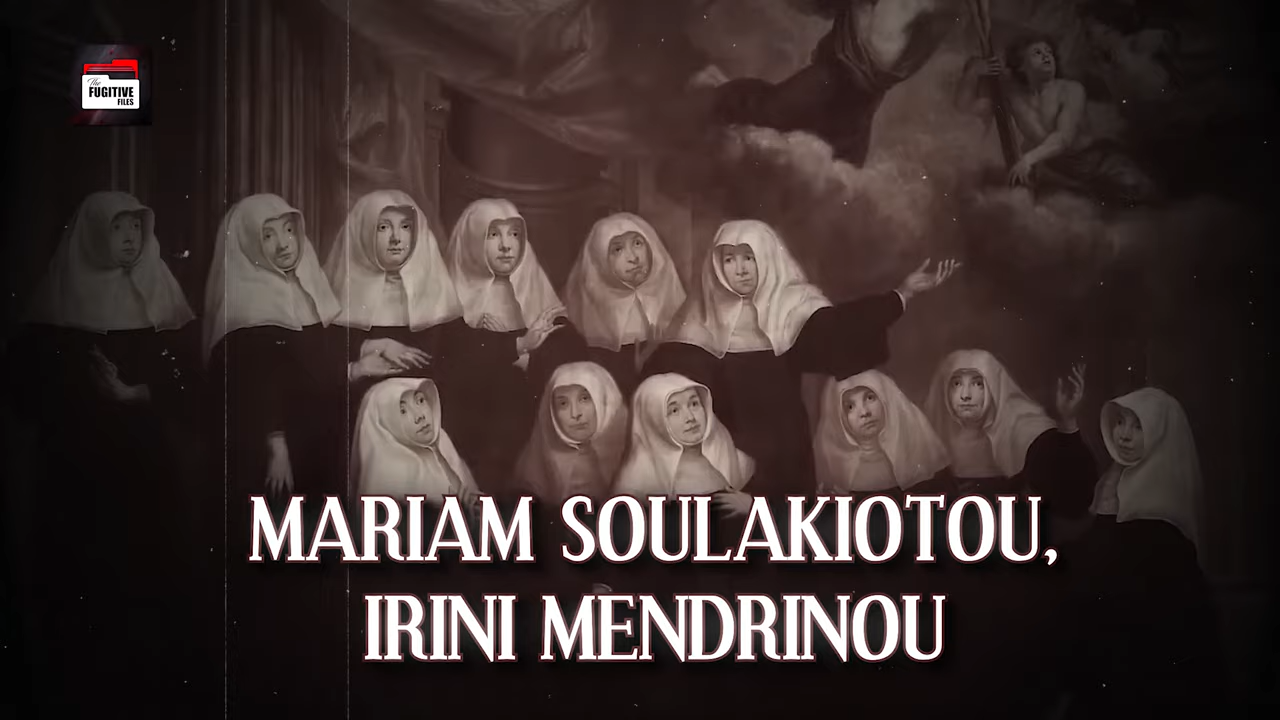 The
FUGITIVE
FILES
MARIAM SOULAKIOTOU,
IRINI MENDRINOU